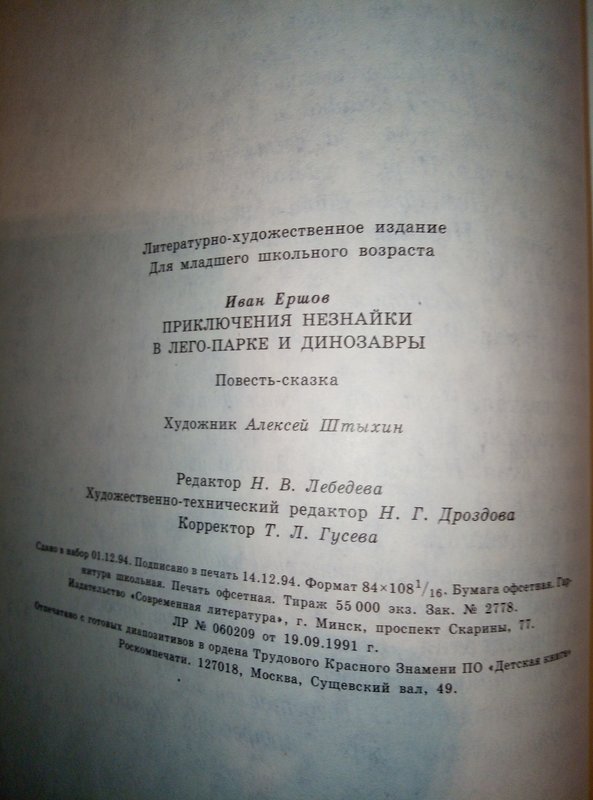 Литературно-художественное издание
Для младшего школьного возраста
Иван Ершов
ПРИКЛЮЧЕНИЯ НЕЗНАЙКИ
В ЛЕГО-ПАРКЕ И ДИНОЗАВРЫ
Повесть-сказка
Художник Алексей Штыхин
Редактор Н. В. Лебедева
Художественно-технический редактор Н. Г. Дроздова
Корректор Т. Л. Гусева
Сдано в набор 01.12.94. Подписано в печать 14.12.94. Формат 84×108 1/16. Бумага офсетная. Гар-
нитура школьная. Печать офсетная. Тираж 55 000 экз. Зак. № 2778.
Издательство «Современная литература», г. Минск, проспект Скарины, 77.
ЛР № 060209 от 19.09.1991 г.
Отпечатано с готовых диапозитивов в ордена Трудового Красного Знамени ПО «Детская книга»
Роскомпечати. 127018, Москва, Сущевский вал, 49.